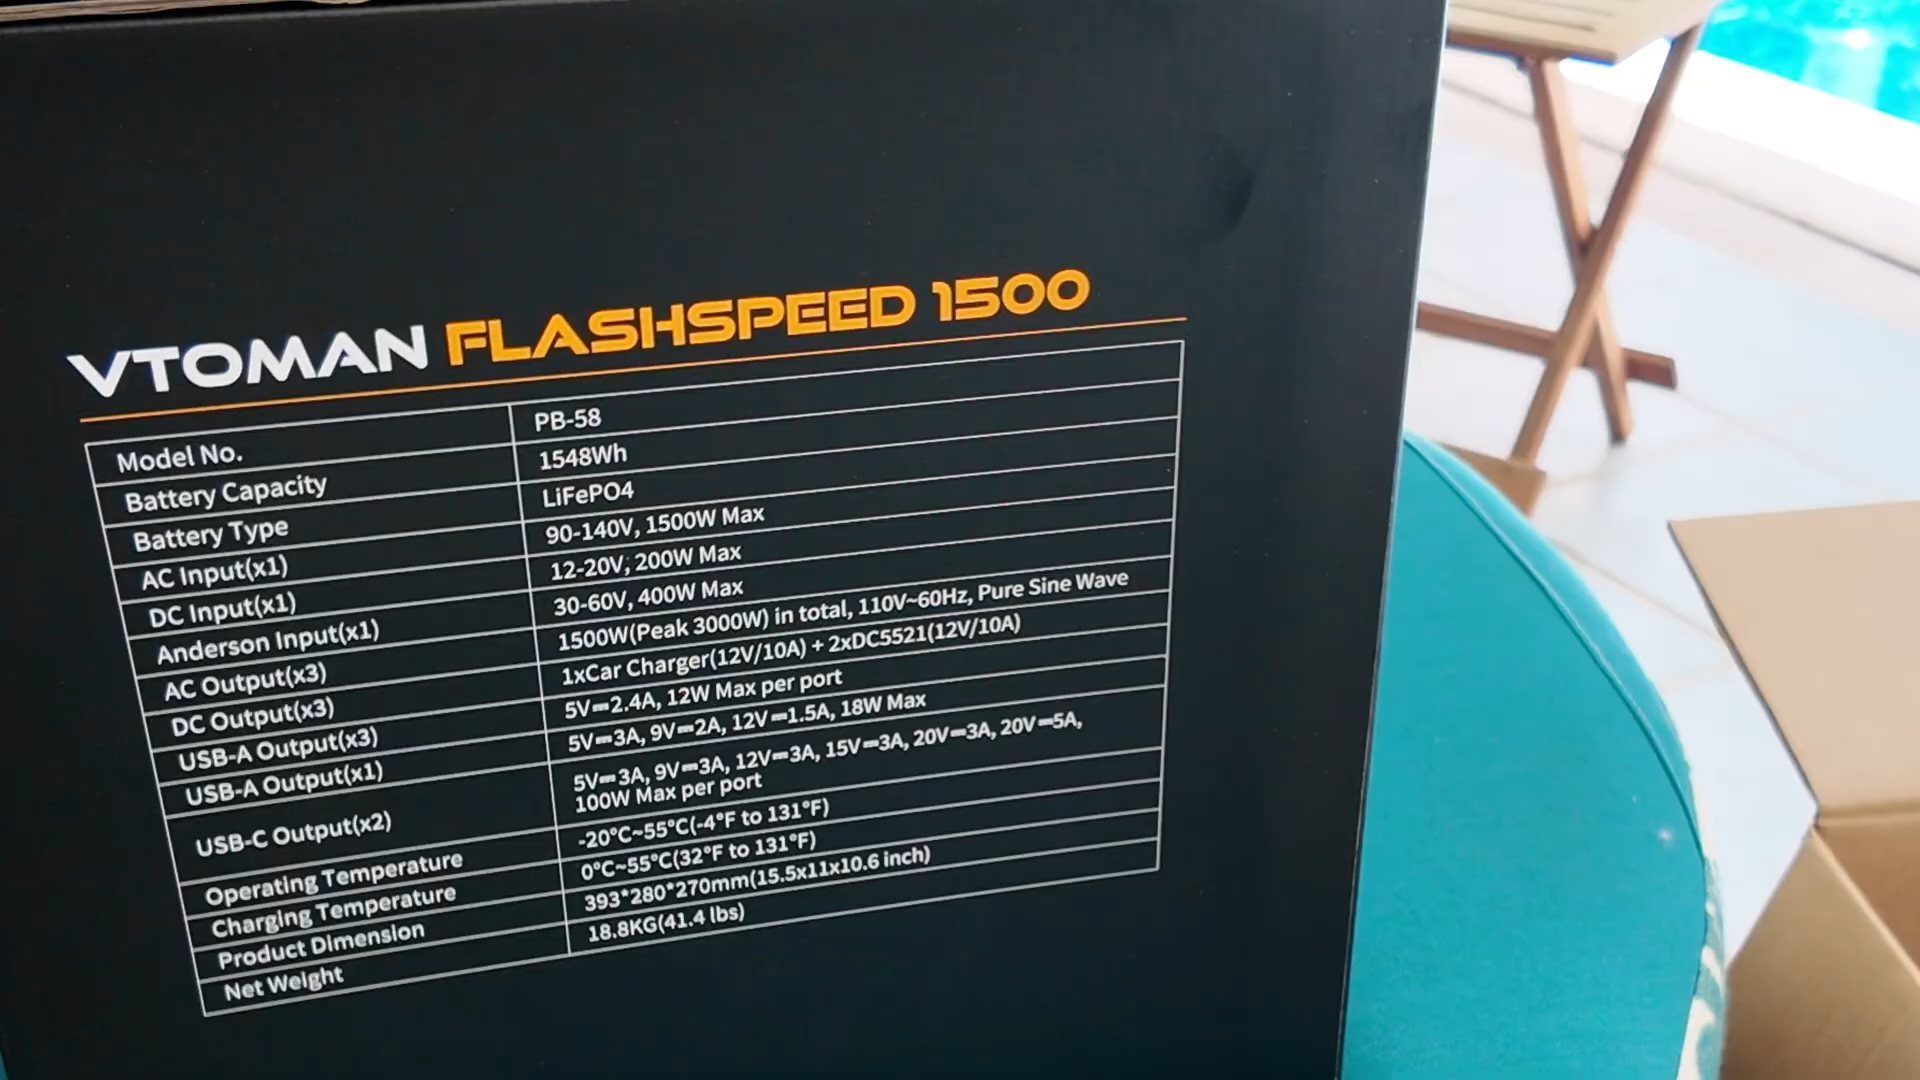 VTOMAN FLASHSPEED 1500
Model No. PB-58
Battery Capacity 1548Wh
Battery Type LiFePO4
AC Input(x1) 90-140V, 1500W Max
DC Input(x1) 12-20V, 200W Max
Anderson Input(x1) 30-60V, 400W Max
AC Output(x3) 1500W(Peak 3000W) in total, 110V~60Hz, Pure Sine Wave
DC Output(x3) 1xCar Charger(12V/10A) + 2xDC5521(12V/10A)
USB-A Output(x3) 5V⎓2.4A, 12W Max per port
USB-A Output(x1) 5V⎓3A, 9V⎓2A, 12V⎓1.5A, 18W Max
USB-C Output(x2) 5V⎓3A, 9V⎓3A, 12V⎓3A, 15V⎓3A, 20V⎓3A, 20V⎓5A,
100W Max per port
Operating Temperature -20°C~55°C(-4°F to 131°F)
Charging Temperature 0°C~55°C(32°F to 131°F)
Product Dimension 393*280*270mm(15.5x11x10.6 inch)
Net Weight 18.8KG(41.4 lbs)